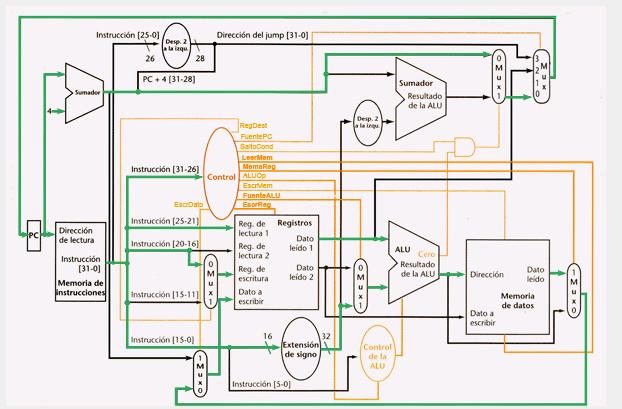 Instrucción [25-0]
26
Desp. 2
a la izqu.
28
Dirección del jump [31-0]
PC + 4 [31-28]
Sumador
4
Sumador
Resultado
de la ALU
Desp. 2
a la izqu.
0
M
u
x
1
3
2
1
0
M
u
x
RegDest
FuentePC
SaltoCond
LeerMem
MemaReg
ALUOp
EscrMem
FuenteALU
EscrReg
EscrDato
Control
Instrucción [31-26]
Instrucción [25-21]
Instrucción [20-16]
Instrucción [15-11]
Instrucción [15-0]
Instrucción [5-0]
PC
Dirección
de lectura
Instrucción
[31-0]
Memoria de
instrucciones
0
M
u
x
1
Registros
Reg. de
lectura 1
Reg. de
lectura 2
Reg. de
escritura
Dato a
escribir
Dato
leído 1
Dato
leído 2
0
M
u
x
1
ALU
Cero
Resultado
de la ALU
Dirección
Dato
leído
Memoria
de datos
Dato a
escribir
1
M
u
x
0
16
Extensión
de signo
32
Control
de la
ALU
1
M
u
x
0